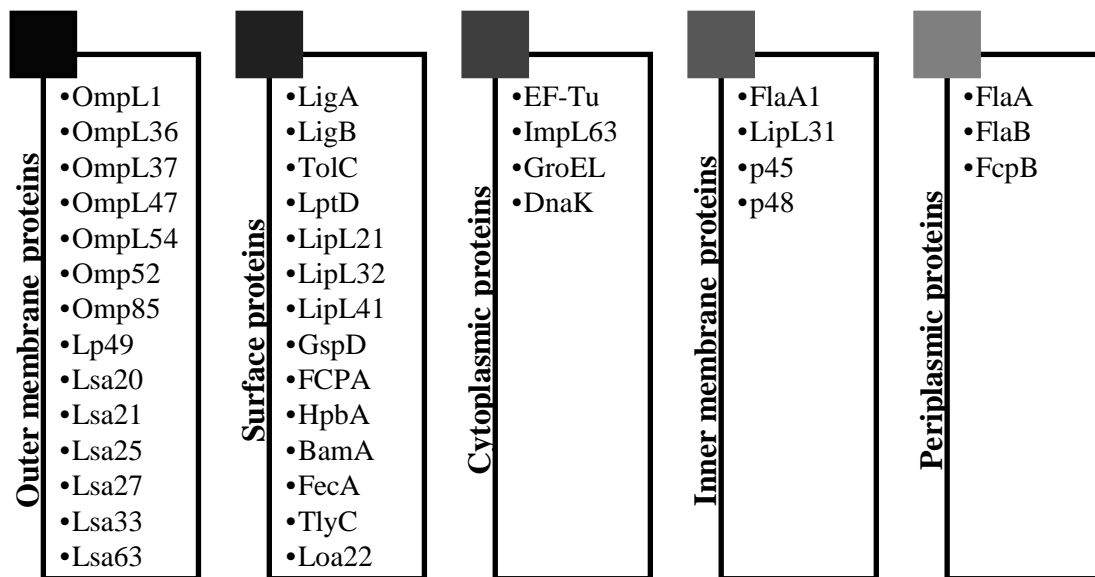 Outer membrane proteins
•OmpL1
•OmpL36
•OmpL37
•OmpL47
•OmpL54
•Omp52
•Omp85
•Lp49
•Lsa20
•Lsa21
•Lsa25
•Lsa27
•Lsa33
•Lsa63
Surface proteins
•LigA
•LigB
•TolC
•LptD
•LipL21
•LipL32
•LipL41
•GspD
•FCPA
•HpbA
•BamA
•FecA
•TlyC
•Loa22
Cytoplasmic proteins
•EF-Tu
•ImpL63
•GroEL
•DnaK
Inner membrane proteins
•FlaA1
•LipL31
•p45
•p48
Periplasmic proteins
•FlaA
•FlaB
•FcpB